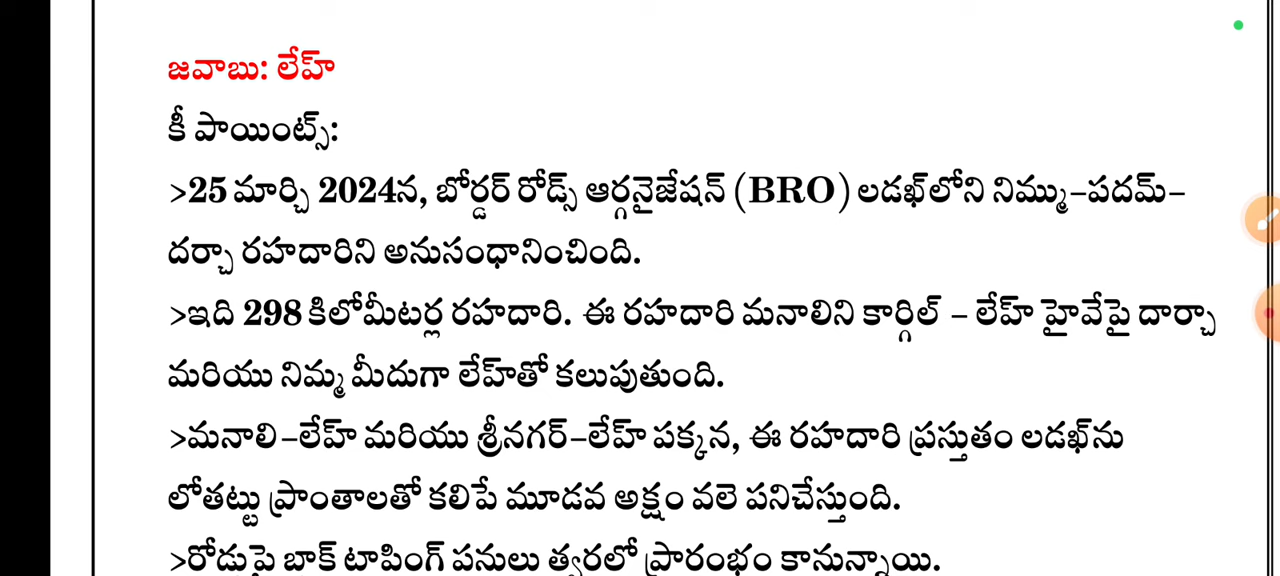 జవాబు: లేహ్
కీ పాయింట్స్:
>25 మార్చి 2024న, బోర్డర్ రోడ్స్ ఆర్గనైజేషన్ (BRO) లడఖ్‌లోని నిమ్ము-పదమ్-
దర్చా రహదారిని అనుసంధానించింది.
>ఇది 298 కిలోమీటర్ల రహదారి. ఈ రహదారి మనాలిని కార్గిల్ - లేహ్ హైవేపై దార్చా
మరియు నిమ్మ మీదుగా లేహ్‌తో కలుపుతుంది.
>మనాలి-లేహ్ మరియు శ్రీనగర్-లేహ్ పక్కన, ఈ రహదారి ప్రస్తుతం లడఖ్‌ను
లోతట్టు ప్రాంతాలతో కలిపే మూడవ అక్షం వలె పనిచేస్తుంది.
>రోడ్డుపై బ్లాక్ టాపింగ్ పనులు త్వరలో ప్రారంభం కానున్నాయి.